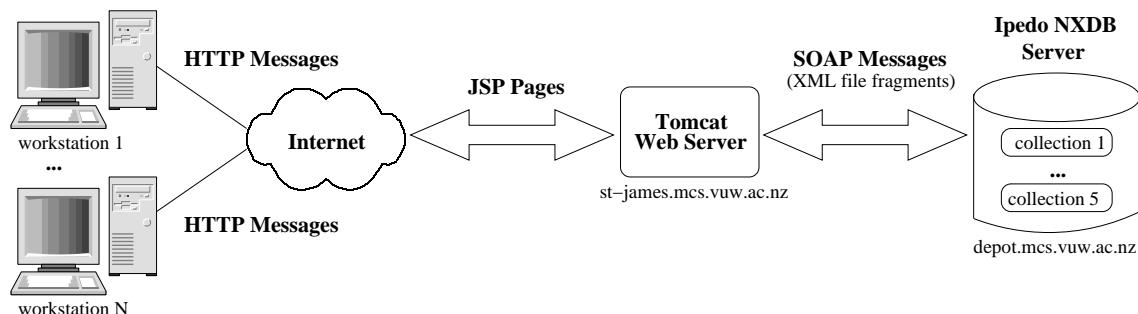 HTTP Messages
workstation 1
...
HTTP Messages
workstation N
Internet
JSP Pages
Tomcat
Web Server
st-james.mcs.vuw.ac.nz
SOAP Messages
(XML file fragments)
Ipedo NXDB
Server
collection 1
...
collection 5
depot.mcs.vuw.ac.nz